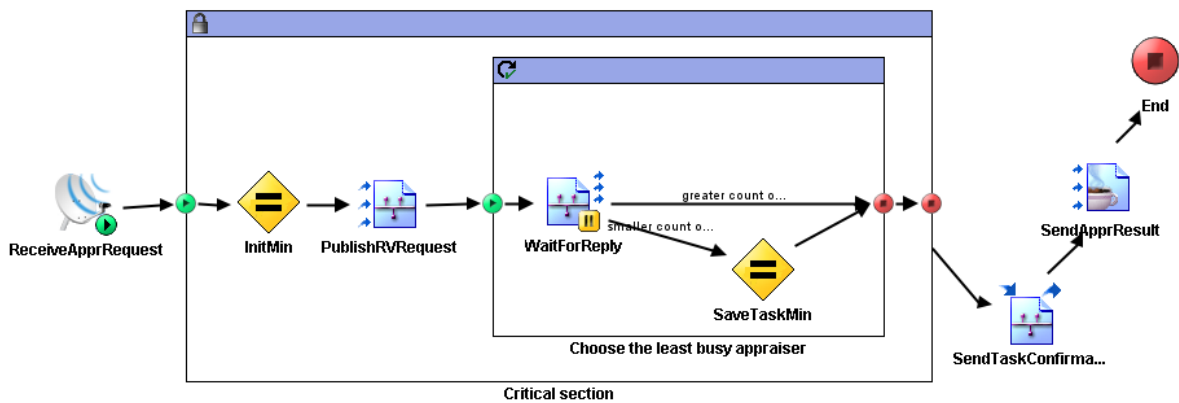 End
greater count o...
smaller count o...
ReceiveApprRequest
InitMin
PublishRVRequest
WaitForReply
SendApprResult
SaveTaskMin
Choose the least busy appraiser
SendTaskConfirma...
Critical section